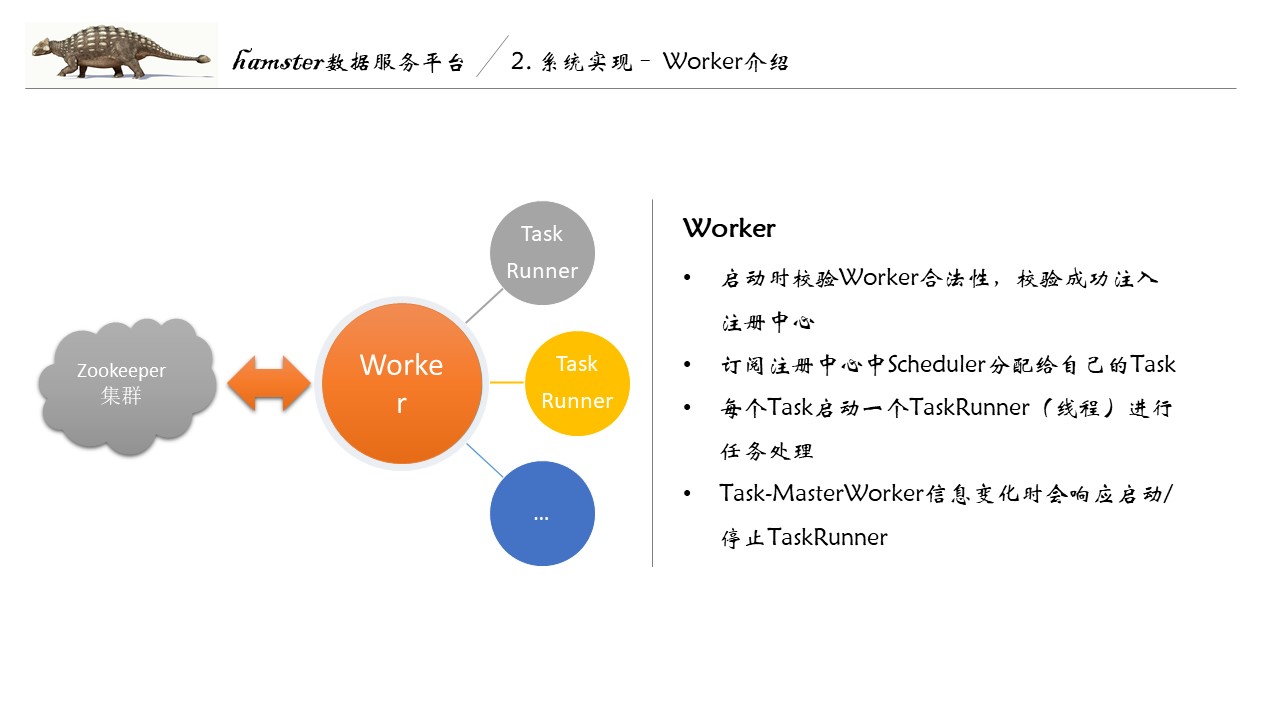 hamster数据服务平台
2. 系统实现 - Worker介绍
Zookeeper
集群
Worke
r
Task
Runner
Task
Runner
...
Worker
• 启动时校验Worker合法性，校验成功注入
注册中心
• 订阅注册中心中Scheduler分配给自己的Task
• 每个Task启动一个TaskRunner（线程）进行
任务处理
• Task-MasterWorker信息变化时会响应启动/
停止TaskRunner